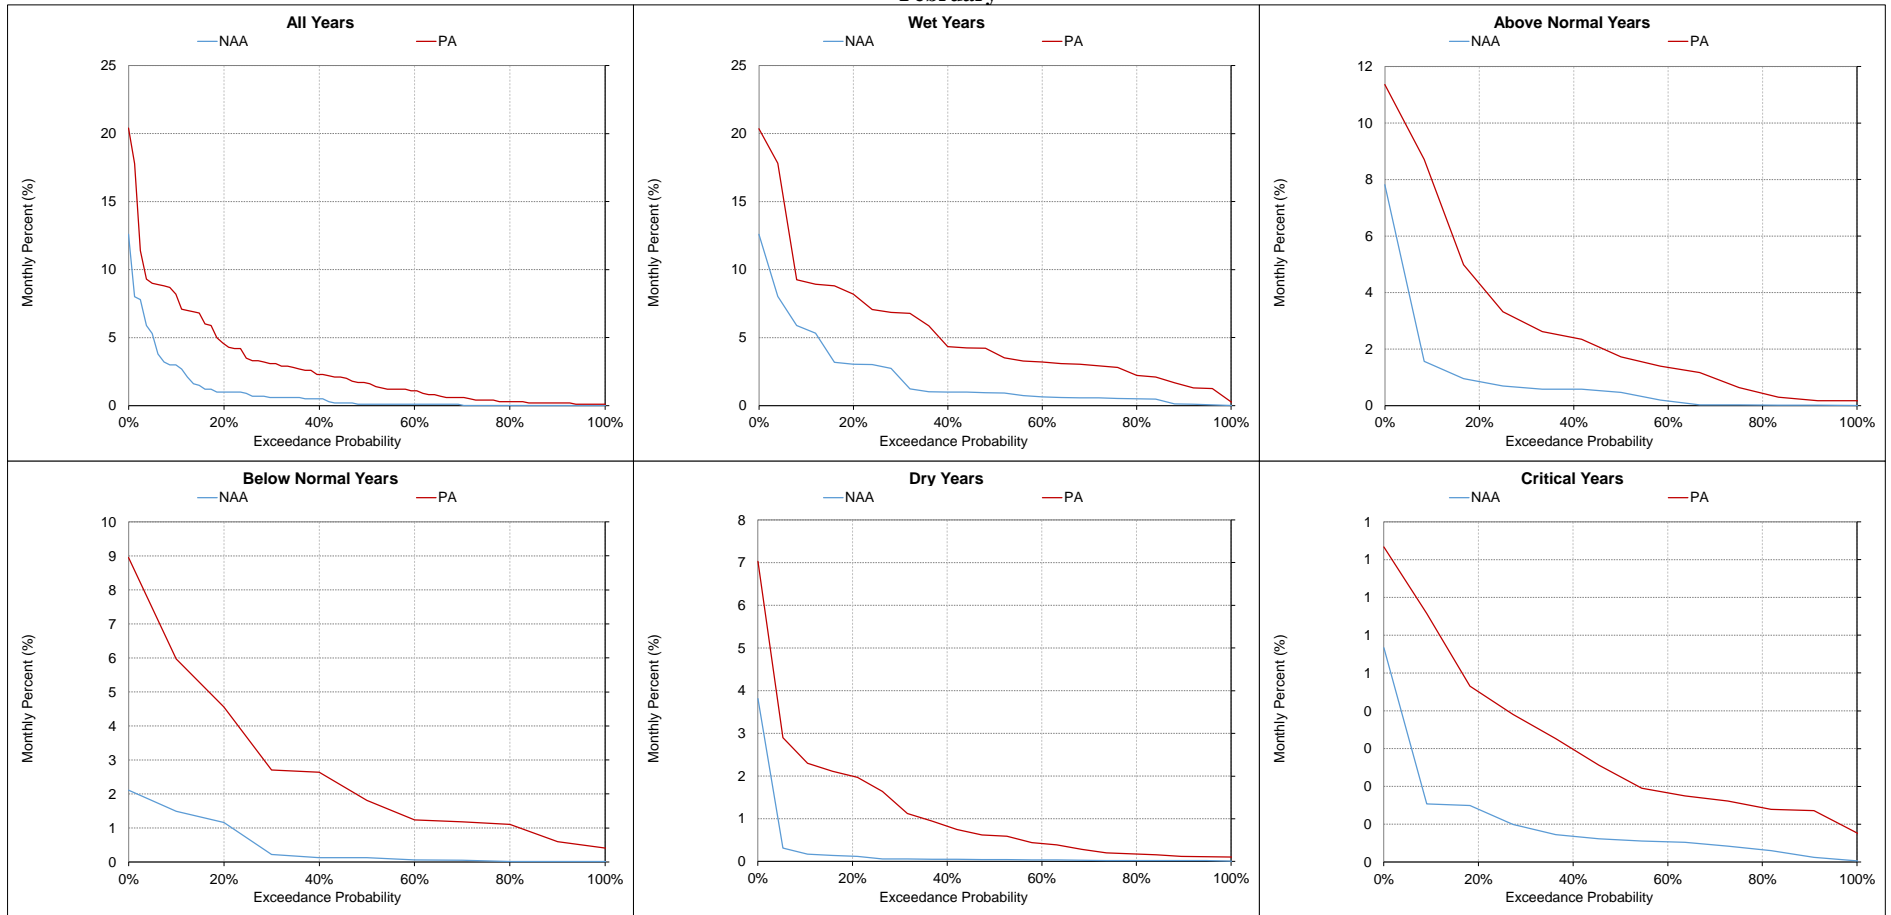 February
All Years
NAA PA
25
20
15
10
5
0
0% 20% 40% 60% 80% 100%
Monthly Percent (%)
Exceedance Probability
Wet Years
NAA PA
25
20
15
10
5
0
0% 20% 40% 60% 80% 100%
Monthly Percent (%)
Exceedance Probability
Above Normal Years
NAA PA
12
10
8
6
4
2
0
0% 20% 40% 60% 80% 100%
Monthly Percent (%)
Exceedance Probability
Below Normal Years
NAA PA
10
9
8
7
6
5
4
3
2
1
0
0% 20% 40% 60% 80% 100%
Monthly Percent (%)
Exceedance Probability
Dry Years
NAA PA
8
7
6
5
4
3
2
1
0
0% 20% 40% 60% 80% 100%
Monthly Percent (%)
Exceedance Probability
Critical Years
NAA PA
1
1
1
1
1
0
0
0
0
0
0% 20% 40% 60% 80% 100%
Monthly Percent (%)
Exceedance Probability